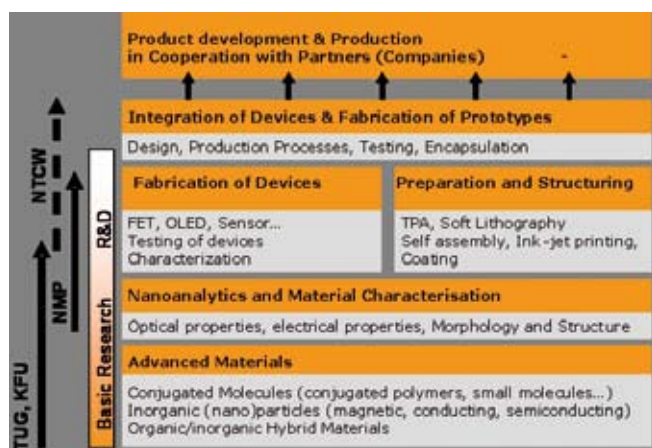 Product development & Production
in Cooperation with Partners (Companies) -
Integration of Devices & Fabrication of Prototypes
Design, Production Processes, Testing, Encapsulation
Fabrication of Devices
FET, OLED, Sensor...
Testing of devices
Characterization
Preparation and Structuring
TPA, Soft Lithography
Self assembly, Ink-jet printing,
Coating
Nanoanalytics and Material Characterisation
Optical properties, electrical properties, Morphology and Structure
Advanced Materials
Conjugated Molecules (conjugated polymers, small molecules...)
Inorganic (nano)particles (magnetic, conducting, semiconducting)
Organic/inorganic Hybrid Materials
TUG, KFU
NTCW
NMP
Basic Research R&D